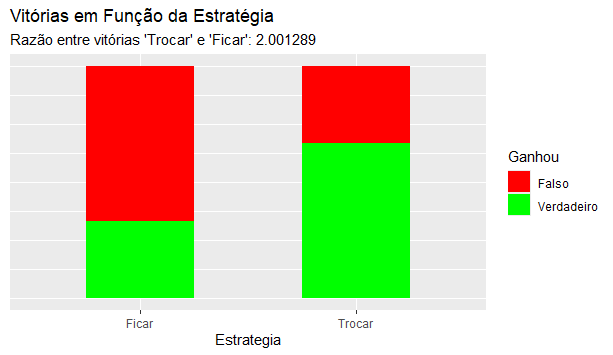 Vitórias em Função da Estratégia
Razão entre vitórias 'Trocar' e 'Ficar': 2.001289
Ganhou
Falso
Verdadeiro
Ficar
Trocar
Estrategia